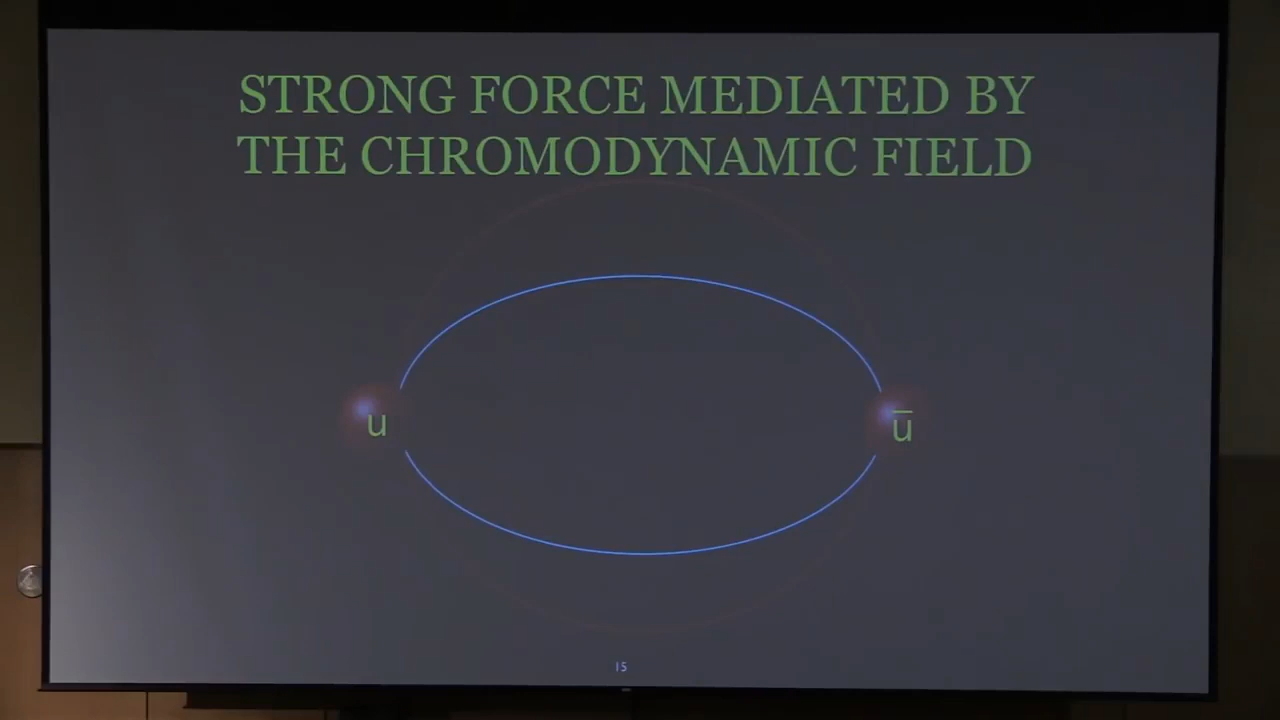 STRONG FORCE MEDIATED BY
THE CHROMODYNAMIC FIELD
u
u̅
15